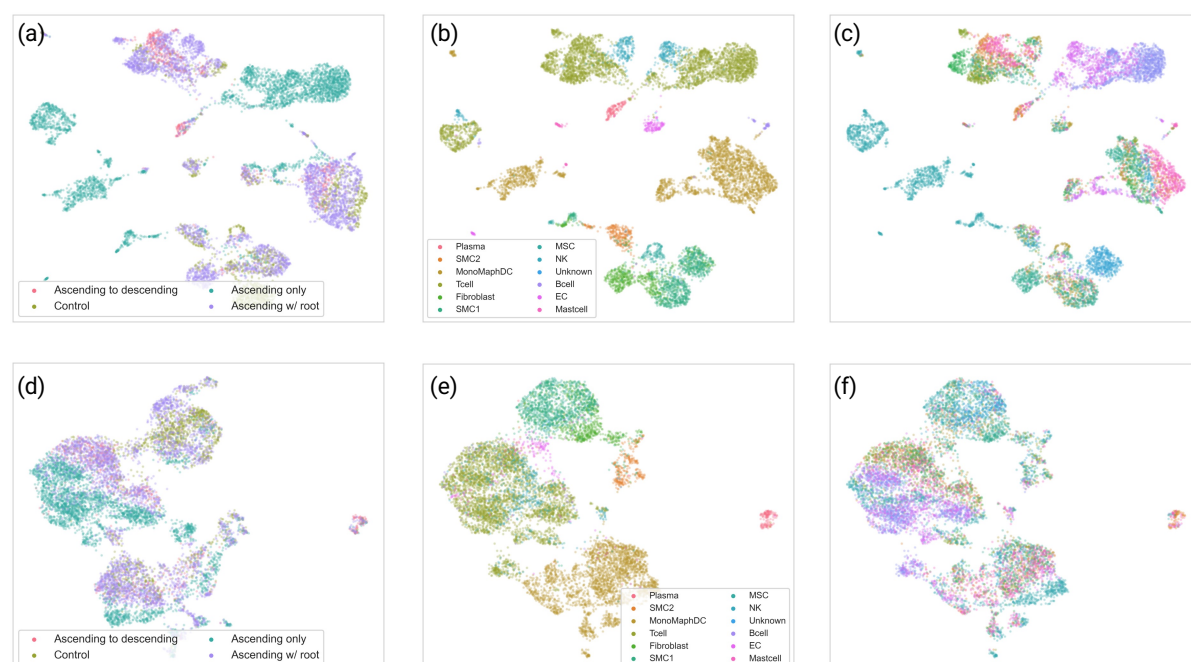 (a)
(b)
(c)
Ascending to descending Ascending only
Control Ascending w/ root
Plasma MSC
SMC2 NK
MonoMaphDC Unknown
Tcell Bcell
Fibroblast EC
SMC1 Mastcell
(d)
(e)
(f)
Ascending to descending Ascending only
Control Ascending w/ root
Plasma MSC
SMC2 NK
MonoMaphDC Unknown
Tcell Bcell
Fibroblast EC
SMC1 Mastcell